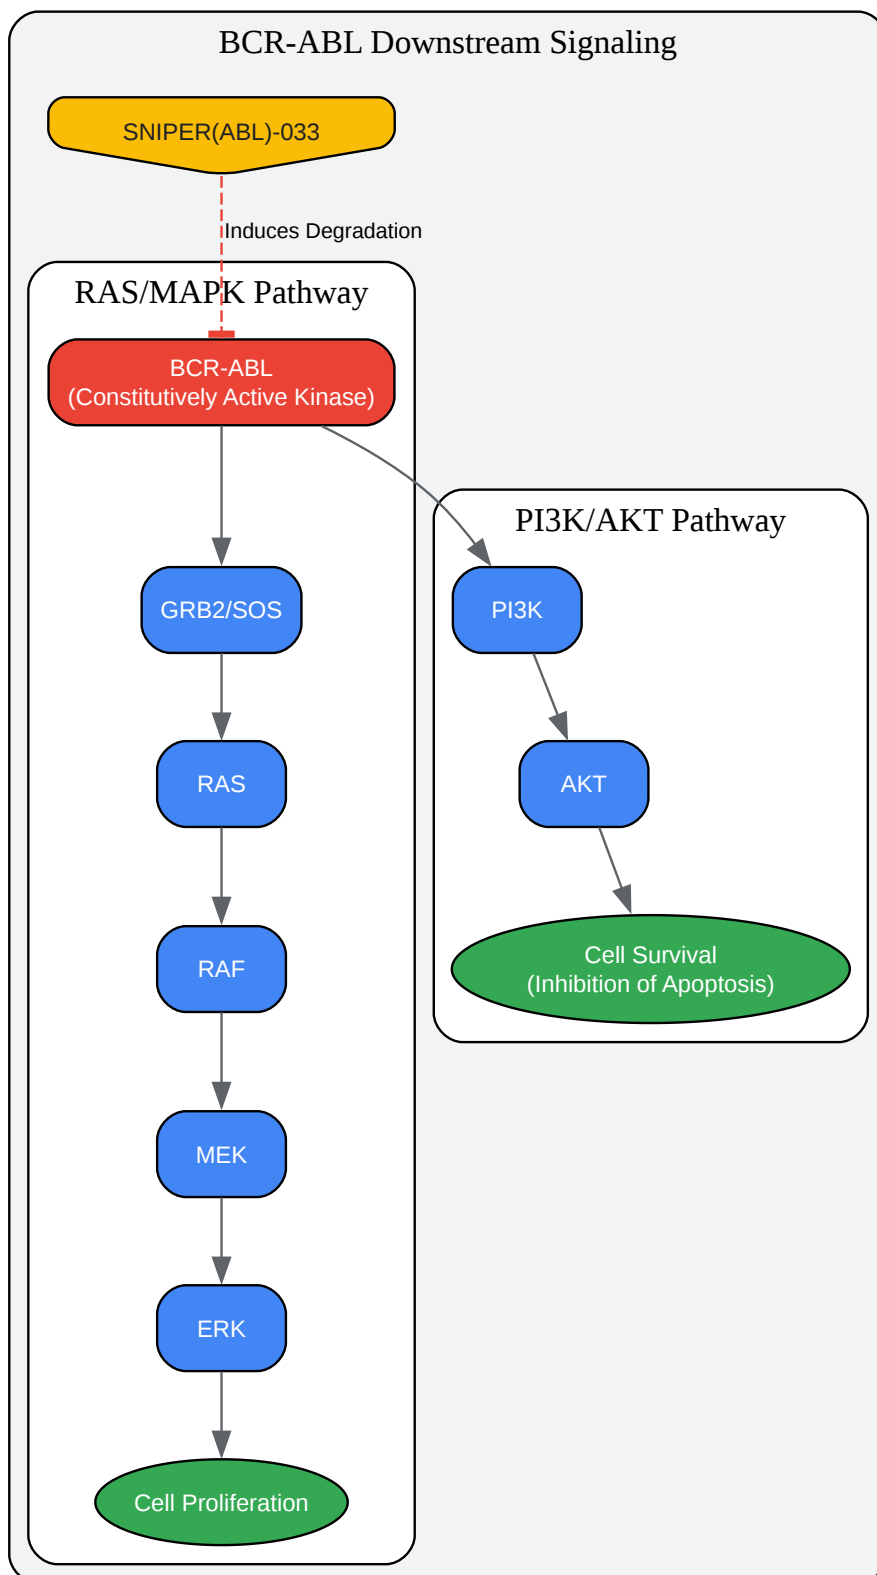 BCR-ABL Downstream Signaling
SNIPER(ABL)-033
Induces Degradation
RAS/MAPK Pathway
BCR-ABL
(Constitutively Active Kinase)
PI3K/AKT Pathway
GRB2/SOS
PI3K
RAS
AKT
RAF
Cell Survival
(Inhibition of Apoptosis)
MEK
ERK
Cell Proliferation